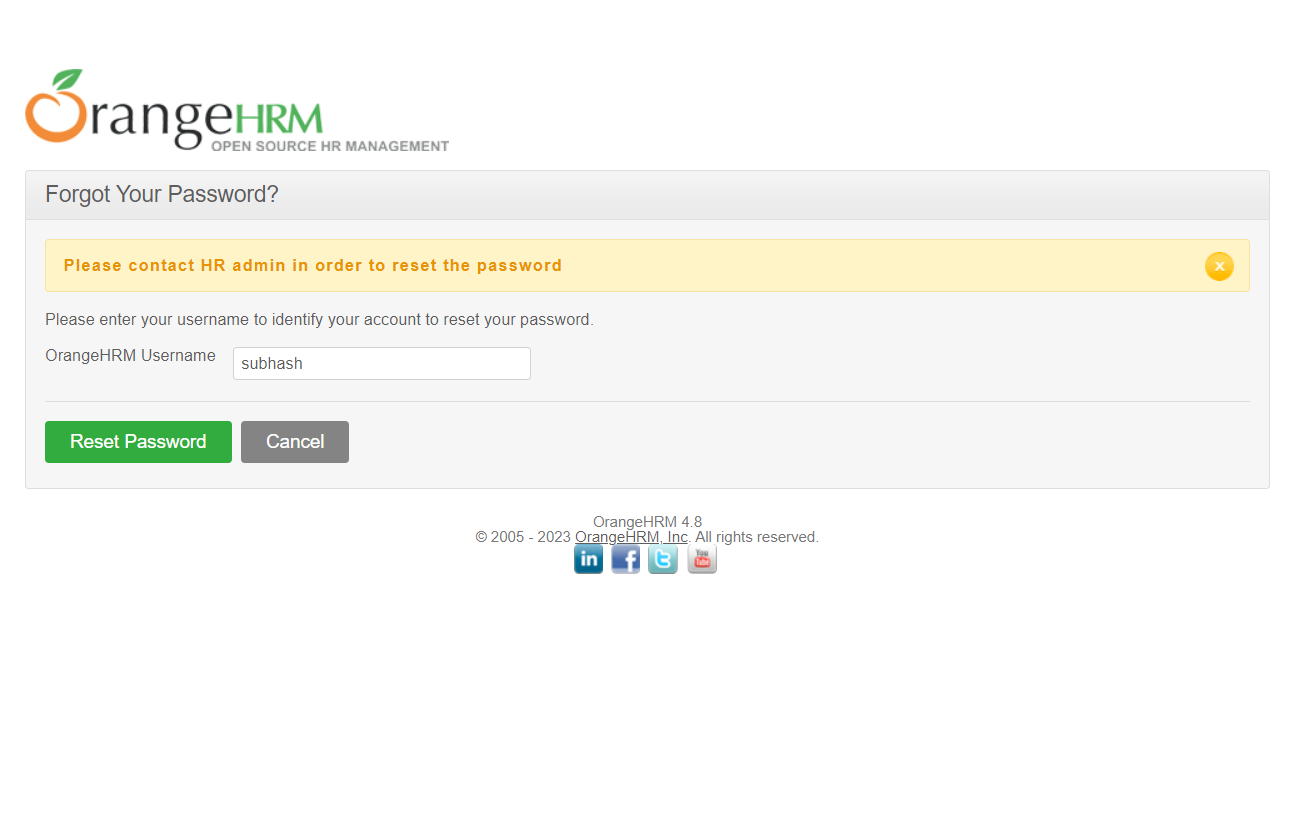 OrangeHRM
OPEN SOURCE HR MANAGEMENT
Forgot Your Password?
Please contact HR admin in order to reset the password
x
Please enter your username to identify your account to reset your password.
OrangeHRM Username
subhash
Reset Password Cancel
OrangeHRM 4.8
© 2005 - 2023 OrangeHRM, Inc. All rights reserved.
in f t You Tube